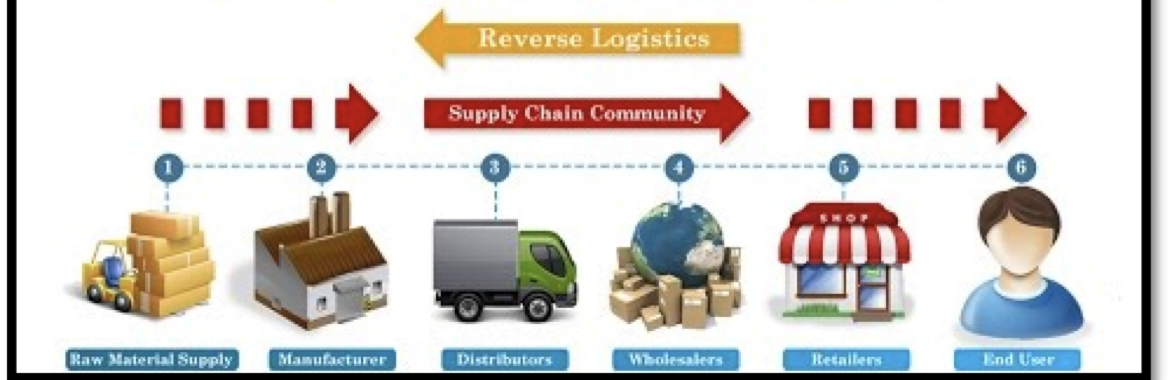 Reverse Logistics
Supply Chain Community
1 2 3 4 5 6
SHOP
Raw Material Supply Manufacturer Distributors Wholesalers Retailers End User